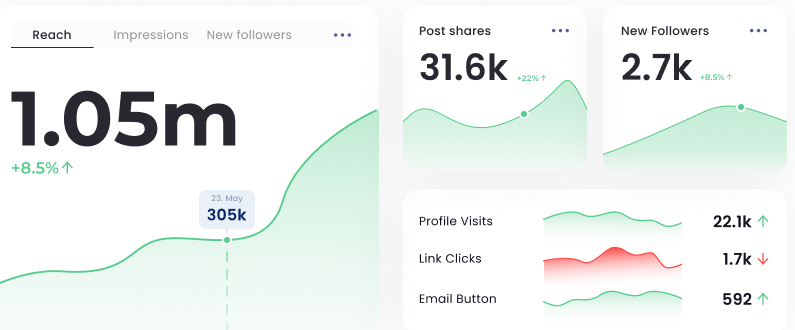 Reach Impressions New followers
1.05m
+8.5%↑
23. May
305k
Post shares
31.6k +22%↑
New Followers
2.7k +8.5%↑
Profile Visits 22.1k ↑
Link Clicks 1.7k ↓
Email Button 592 ↑